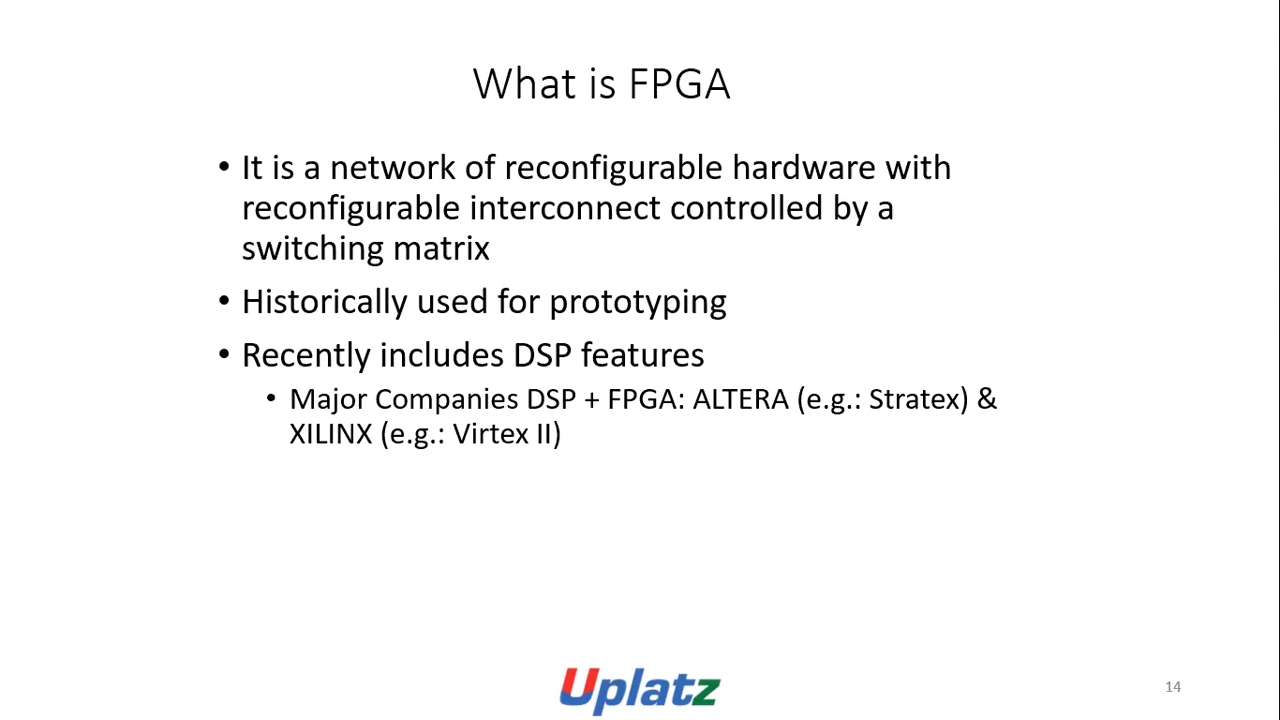 What is FPGA
• It is a network of reconfigurable hardware with
reconfigurable interconnect controlled by a
switching matrix
• Historically used for prototyping
• Recently includes DSP features
• Major Companies DSP + FPGA: ALTERA (e.g.: Stratex) &
XILINX (e.g.: Virtex II)
Uplatz
14